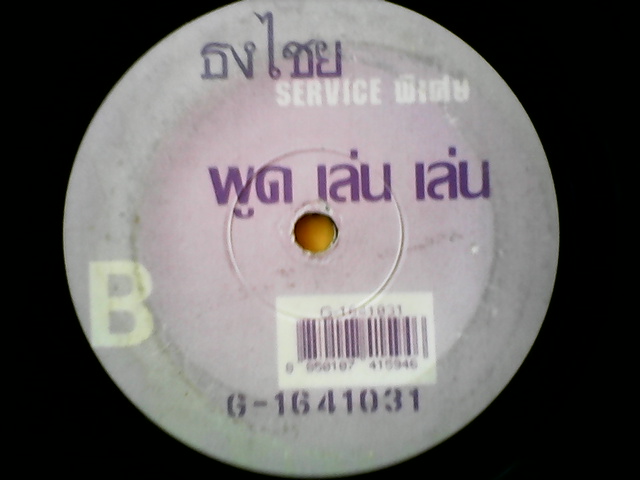 ธงไชย
SERVICE พิเศษ
พูด เล่น เล่น
B
G-1641031
8 850107 415946
G-1641031